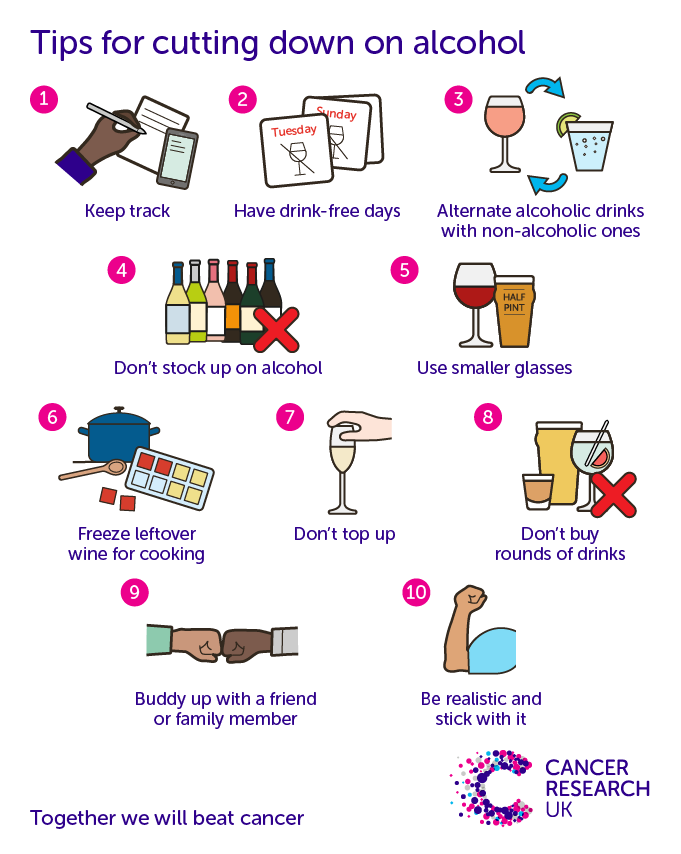 Tips for cutting down on alcohol
1
2
3
Tuesday
Sunday
Keep track
Have drink-free days
Alternate alcoholic drinks
with non-alcoholic ones
4
5
HALF
PINT
Don't stock up on alcohol
Use smaller glasses
6
7
8
Freeze leftover
wine for cooking
Don't top up
Don't buy
rounds of drinks
9
10
Buddy up with a friend
or family member
Be realistic and
stick with it
CANCER
RESEARCH
UK
Together we will beat cancer